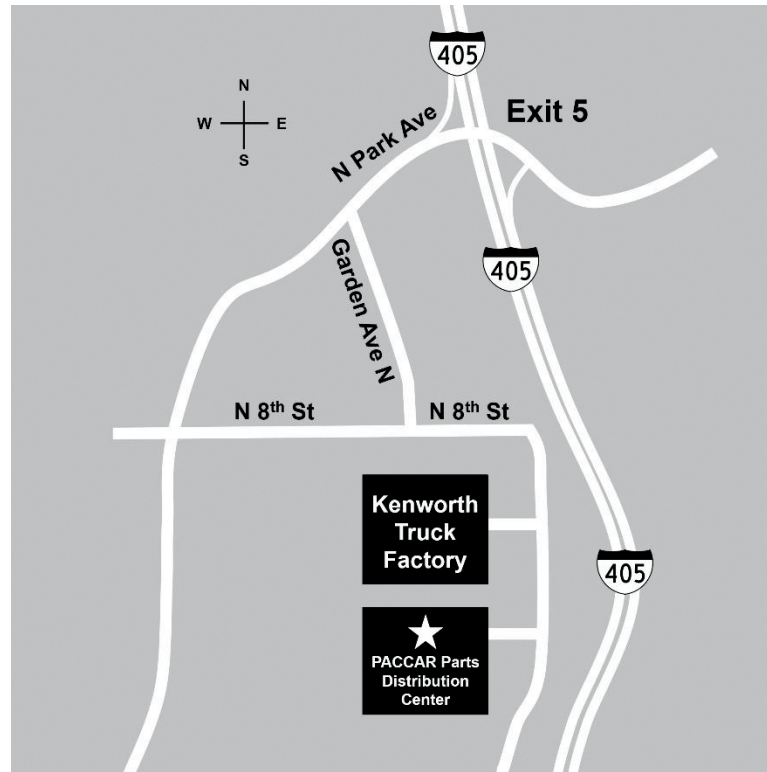 405
Exit 5
N
W E
S
N Park Ave
405
Garden Ave N
N 8th St
N 8th St
Kenworth
Truck
Factory
405
PACCAR Parts
Distribution
Center